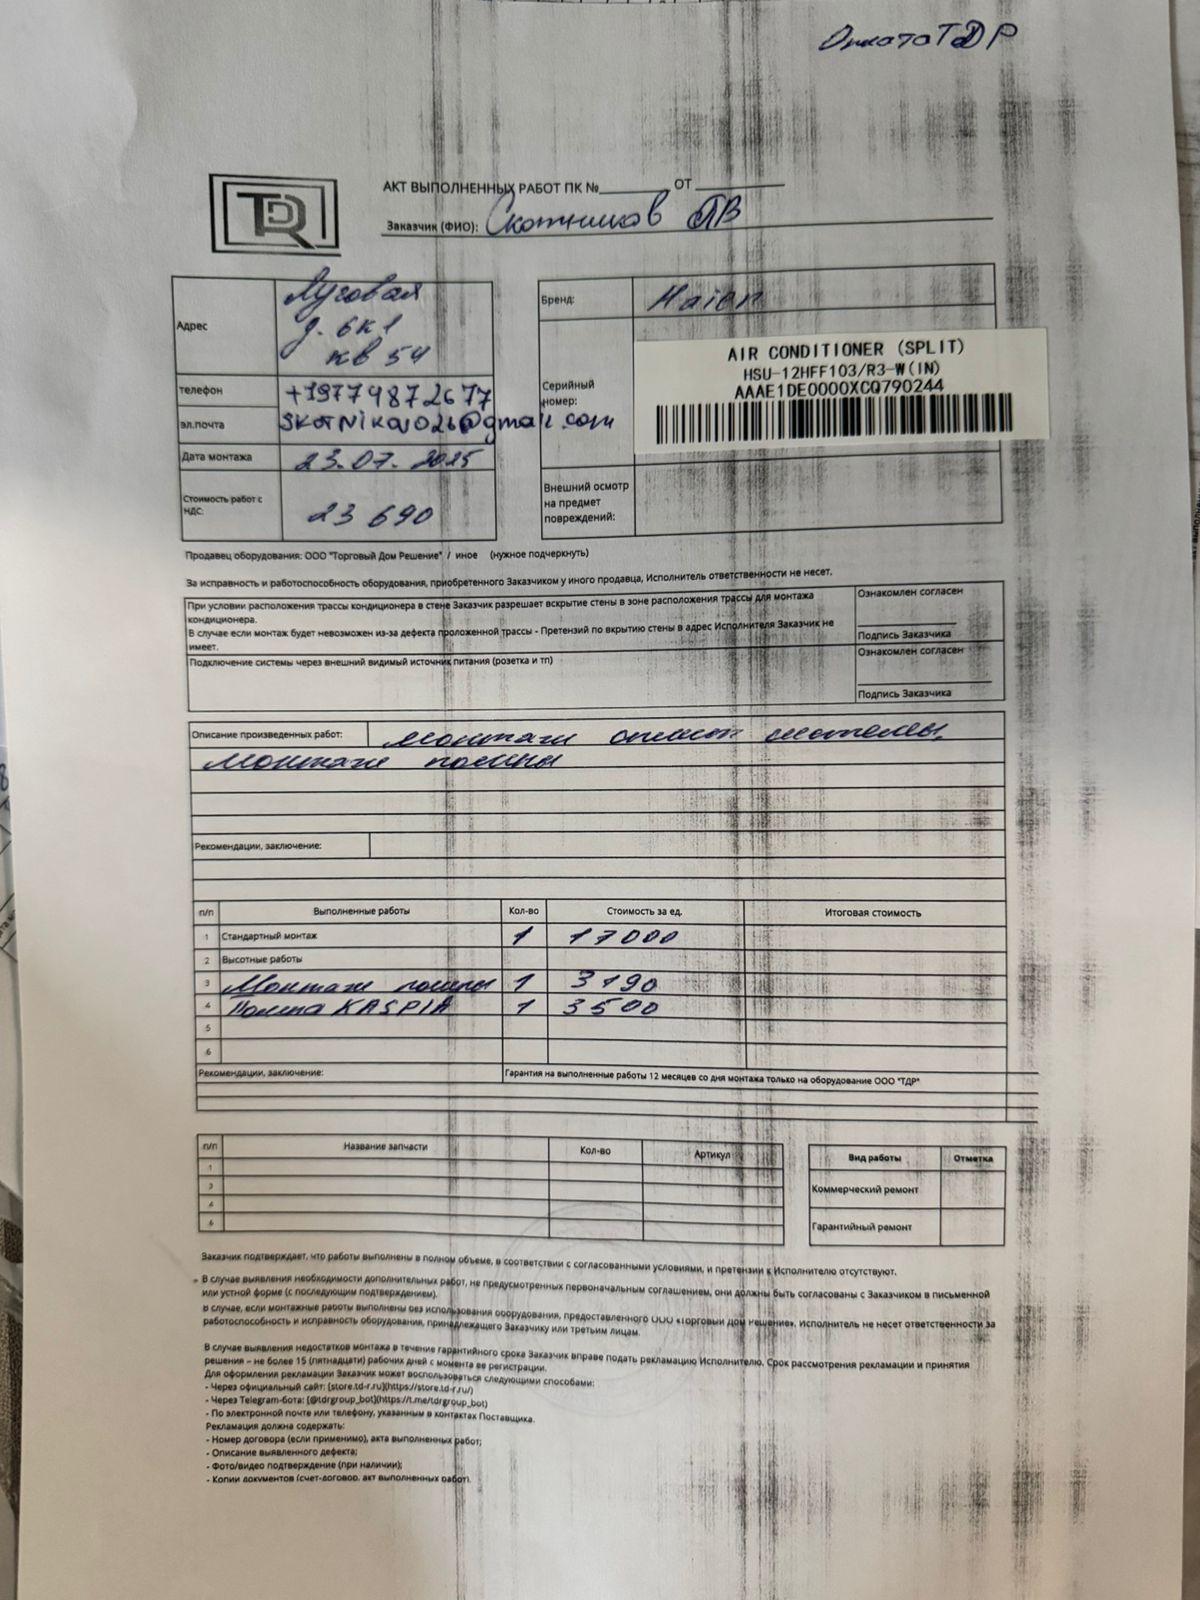 Оплата ТДР
TDR
АКТ ВЫПОЛНЕННЫХ РАБОТ ПК №________ ОТ __________
Заказчик (ФИО): Скотников ПВ
Адрес
Луговая
д. 6к1
кв 54
телефон +19774872677
эл.почта SKOTNIKOV026@gmail.com
Дата монтажа 23.07.2025
Стоимость работ с НДС: 23 690
Бренд: Haier
Серийный номер:
AIR CONDITIONER (SPLIT)
HSU-12HFF103/R3-W(IN)
AAAE1DE0000XCQ790244
Внешний осмотр на предмет повреждений:
Продавец оборудования: ООО "Торговый Дом Решение" / иное (нужное подчеркнуть)
За исправность и работоспособность оборудования, приобретенного Заказчиком у иного продавца, Исполнитель ответственности не несет.
При условии расположения трассы кондиционера в стене Заказчик разрешает вскрытие стены в зоне расположения трассы для монтажа
кондиционера.
В случае если монтаж будет невозможен из-за дефекта проложенной трассы - Претензий по вкрытию стены в адрес Исполнителя Заказчик не
имеет.
Ознакомлен согласен
Подпись Заказчика
Подключение системы через внешний видимый источник питания (розетка и тп)
Ознакомлен согласен
Подпись Заказчика
Описание произведенных работ: монтаж сплит системы,
монтаж помпы
Рекомендации, заключение:
п/п Выполненные работы Кол-во Стоимость за ед. Итоговая стоимость
1 Стандартный монтаж 1 17000
2 Высотные работы
3 Монтаж помпы 1 3190
4 Помпа KASPIA 1 3500
5
6
Рекомендации, заключение: Гарантия на выполненные работы 12 месяцев со дня монтажа только на оборудование ООО "ТДР"
п/п Название запчасти Кол-во Артикул
1
3
4
6
Вид работы Отметка
Коммерческий ремонт
Гарантийный ремонт
Заказчик подтверждает, что работы выполнены в полном объеме, в соответствии с согласованными условиями, и претензии к Исполнителю отсутствуют.
В случае выявления необходимости дополнительных работ, не предусмотренных первоначальным соглашением, они должны быть согласованы с Заказчиком в письменной
или устной форме (с последующим подтверждением).
В случае, если монтажные работы выполнены без использования оборудования, предоставленного ООО «Торговый Дом Решение», Исполнитель не несет ответственности за
работоспособность и исправность оборудования, принадлежащего Заказчику или третьим лицам.
В случае выявления недостатков монтажа в течение гарантийного срока Заказчик вправе подать рекламацию Исполнителю. Срок рассмотрения рекламации и принятия
решения – не более 15 (пятнадцати) рабочих дней с момента ее регистрации.
Для оформления рекламации Заказчик может воспользоваться следующими способами:
- Через официальный сайт: [store.td-r.ru](https://store.td-r.ru/)
- Через Telegram-бота: [@tdrgroup_bot](https://t.me/tdrgroup_bot)
- По электронной почте или телефону, указанным в контактах Поставщика.
Рекламация должна содержать:
- Номер договора (если применимо), акта выполненных работ;
- Описание выявленного дефекта;
- Фото/видео подтверждение (при наличии);
- Копии документов (счет-договор, акт выполненных работ).